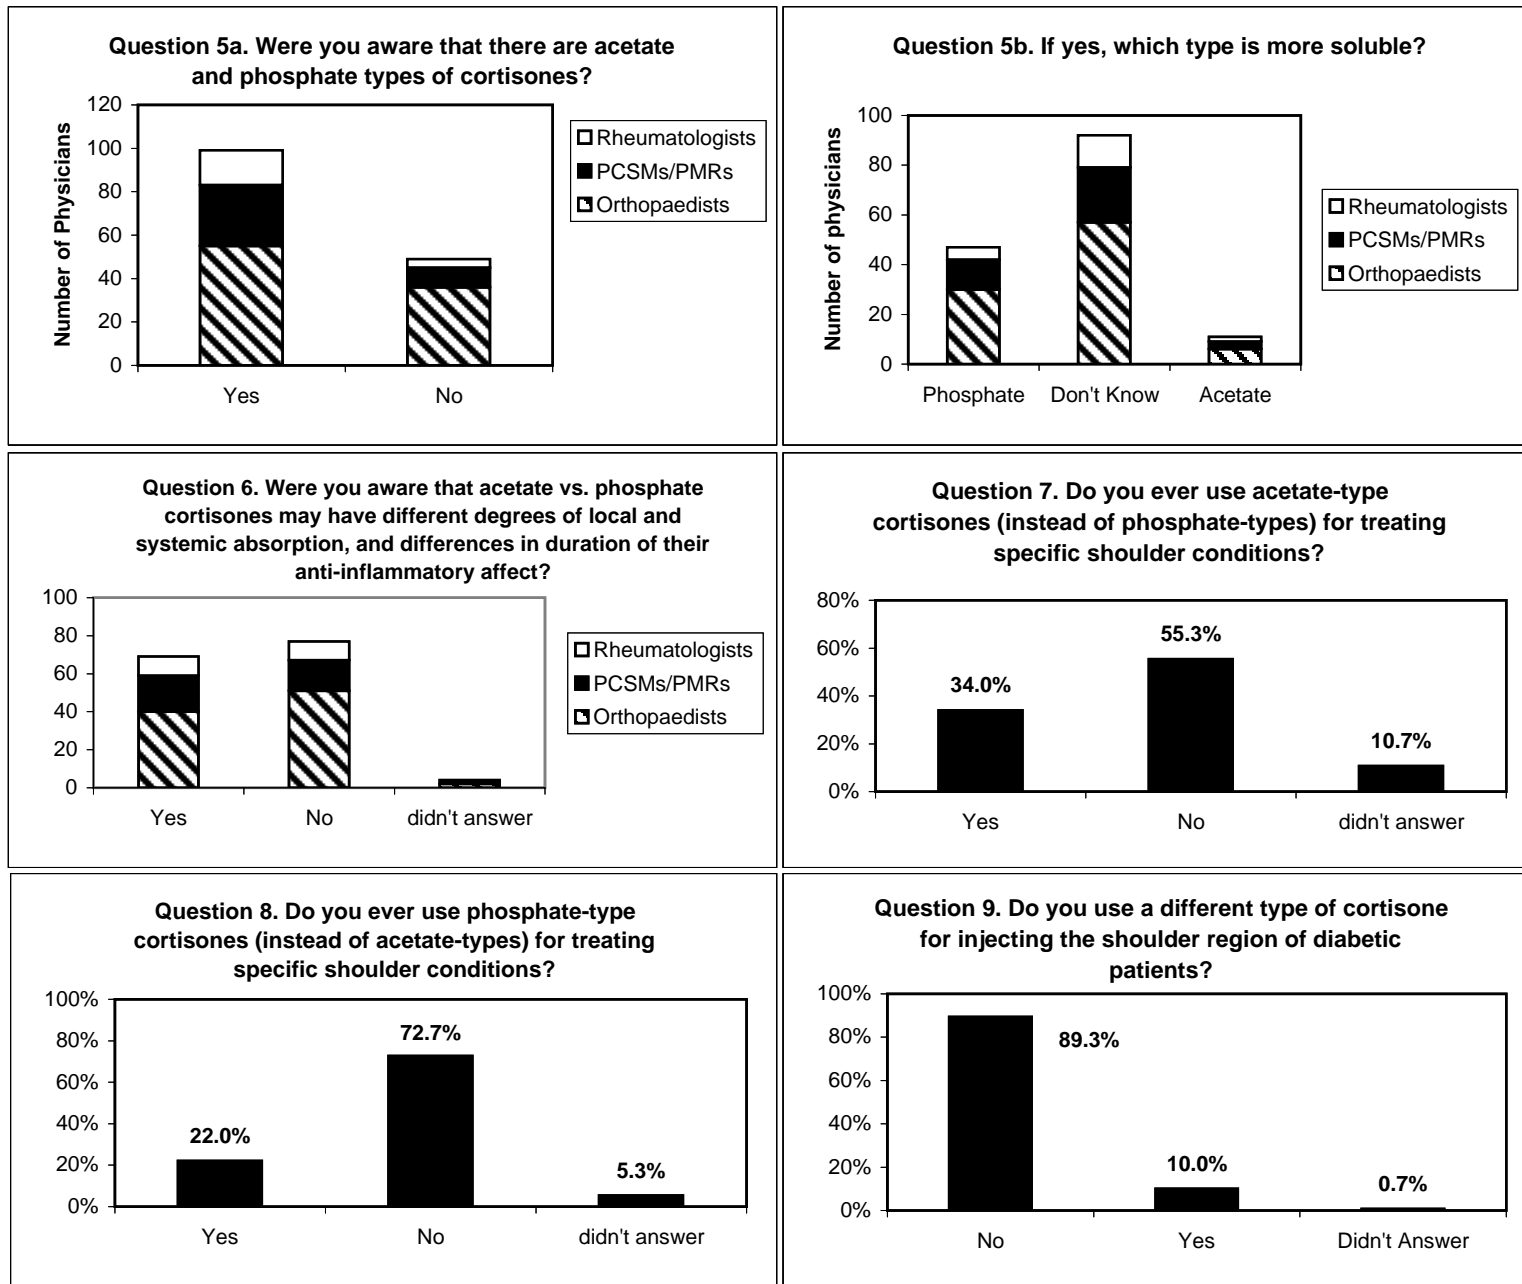 Question 5a. Were you aware that there are acetate
and phosphate types of cortisones?
Number of Physicians
120
100
80
60
40
20
0
Yes No
Rheumatologists
PCSMs/PMRs
Orthopaedists
Question 5b. If yes, which type is more soluble?
Number of physicians
100
80
60
40
20
0
Phosphate Don't Know Acetate
Rheumatologists
PCSMs/PMRs
Orthopaedists
Question 6. Were you aware that acetate vs. phosphate
cortisones may have different degrees of local and
systemic absorption, and differences in duration of their
anti-inflammatory affect?
100
80
60
40
20
0
Yes No didn't answer
Rheumatologists
PCSMs/PMRs
Orthopaedists
Question 7. Do you ever use acetate-type
cortisones (instead of phosphate-types) for treating
specific shoulder conditions?
80%
60%
40%
20%
0%
34.0%
55.3%
10.7%
Yes No didn't answer
Question 8. Do you ever use phosphate-type
cortisones (instead of acetate-types) for treating
specific shoulder conditions?
100%
80%
60%
40%
20%
0%
22.0%
72.7%
5.3%
Yes No didn't answer
Question 9. Do you use a different type of cortisone
for injecting the shoulder region of diabetic
patients?
100%
80%
60%
40%
20%
0%
89.3%
10.0%
0.7%
No Yes Didn't Answer